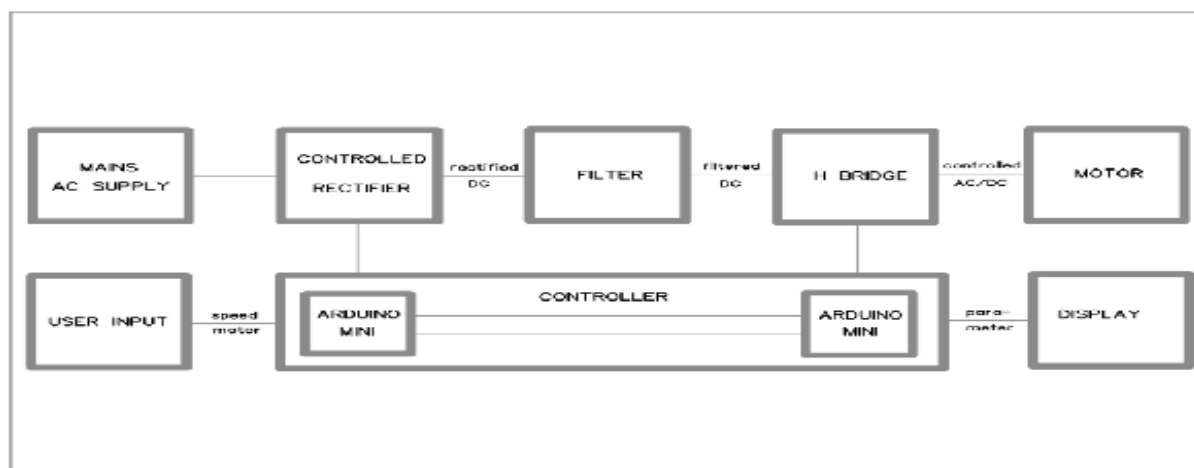 MAINS
AC SUPPLY
CONTROLLED
RECTIFIER
rectified
DC
FILTER
filtered
DC
H BRIDGE
controlled
AC/DC
MOTOR
USER INPUT
speed
motor
CONTROLLER
ARDUINO
MINI
ARDUINO
MINI
para-
meter
DISPLAY